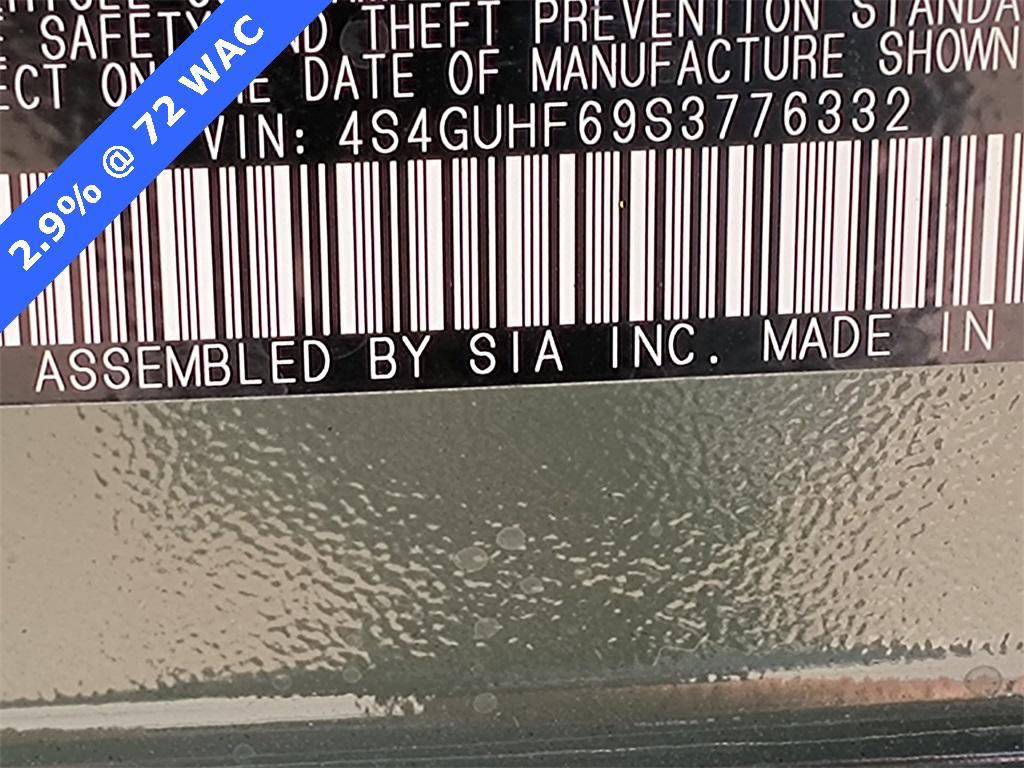 SAFETY AND THEFT PREVENTION STANDA
ECT ON THE DATE OF MANUFACTURE SHOWN
VIN: 4S4GUHF69S3776332
ASSEMBLED BY SIA INC. MADE IN
2.9% @ 72 WAC